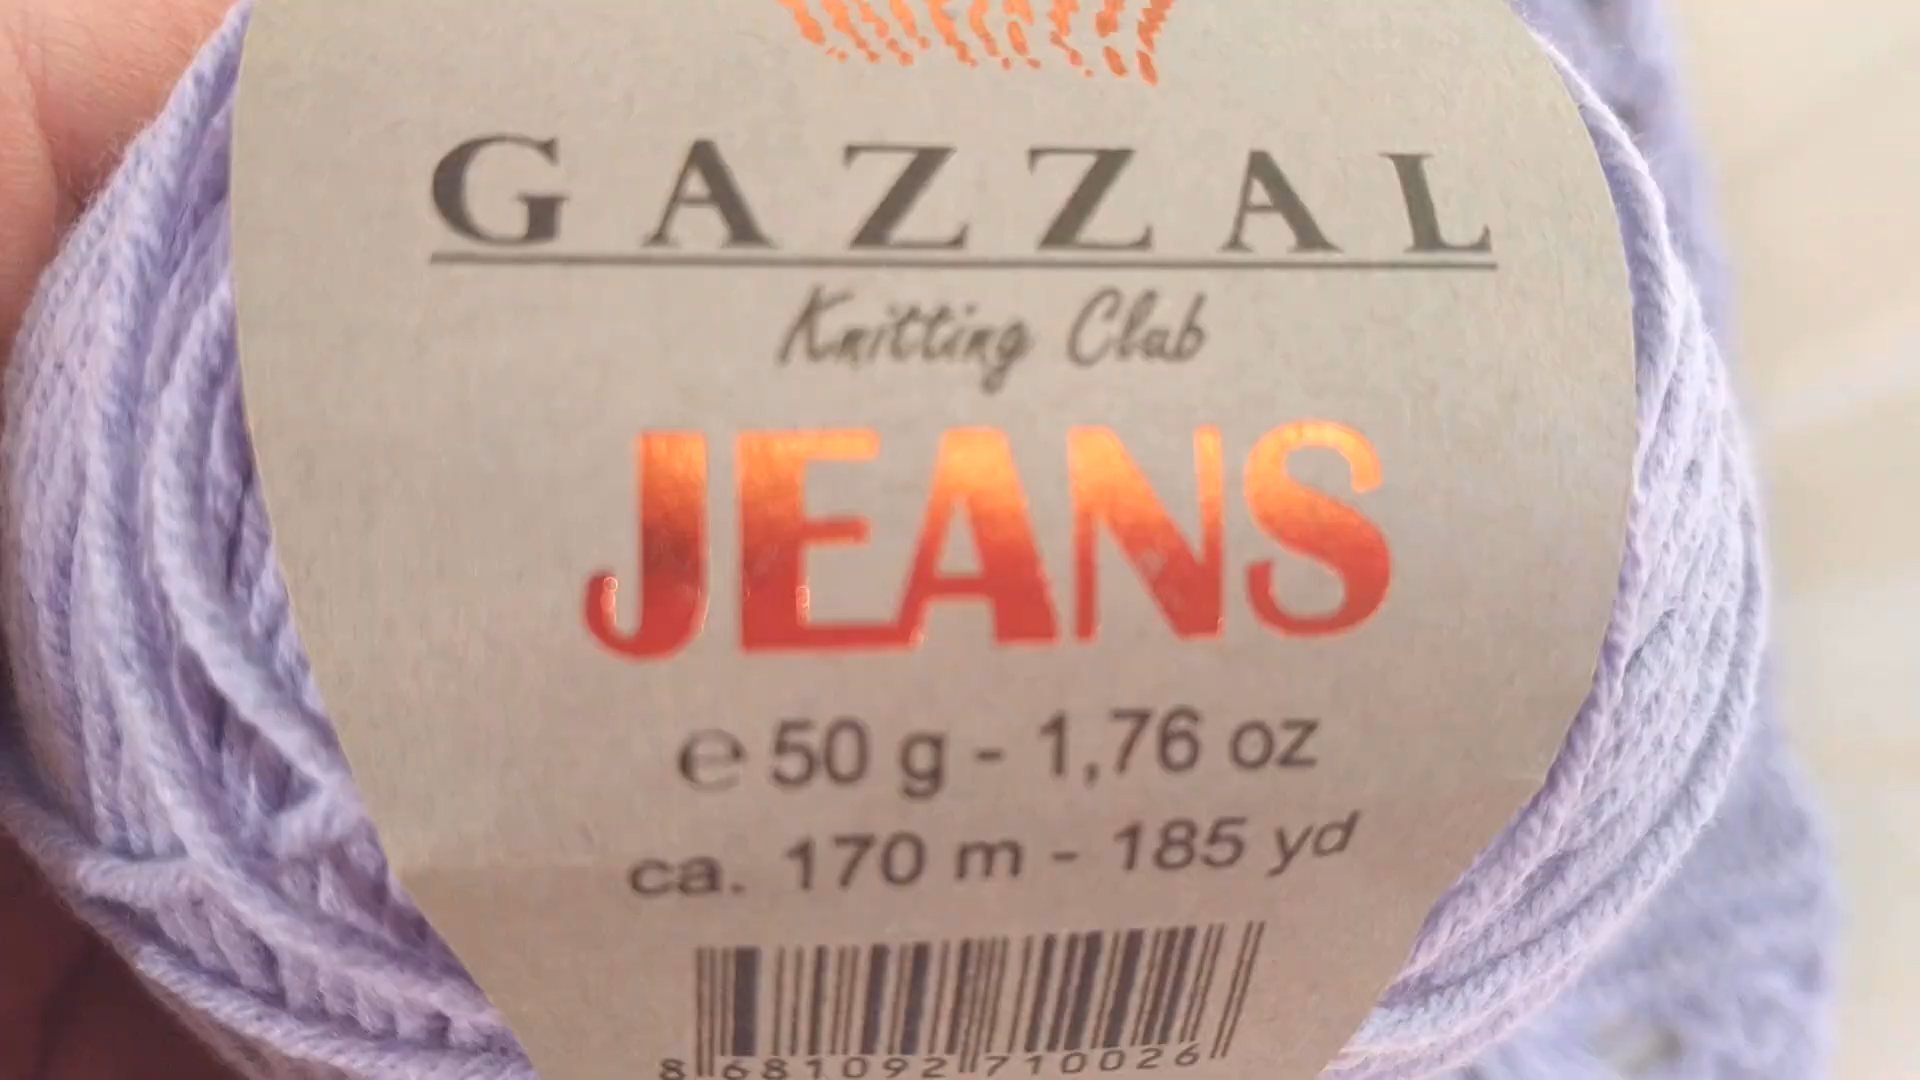 GAZZAL
Knitting Club
JEANS
℮ 50 g - 1,76 oz
ca. 170 m - 185 yd
8 681092 710026